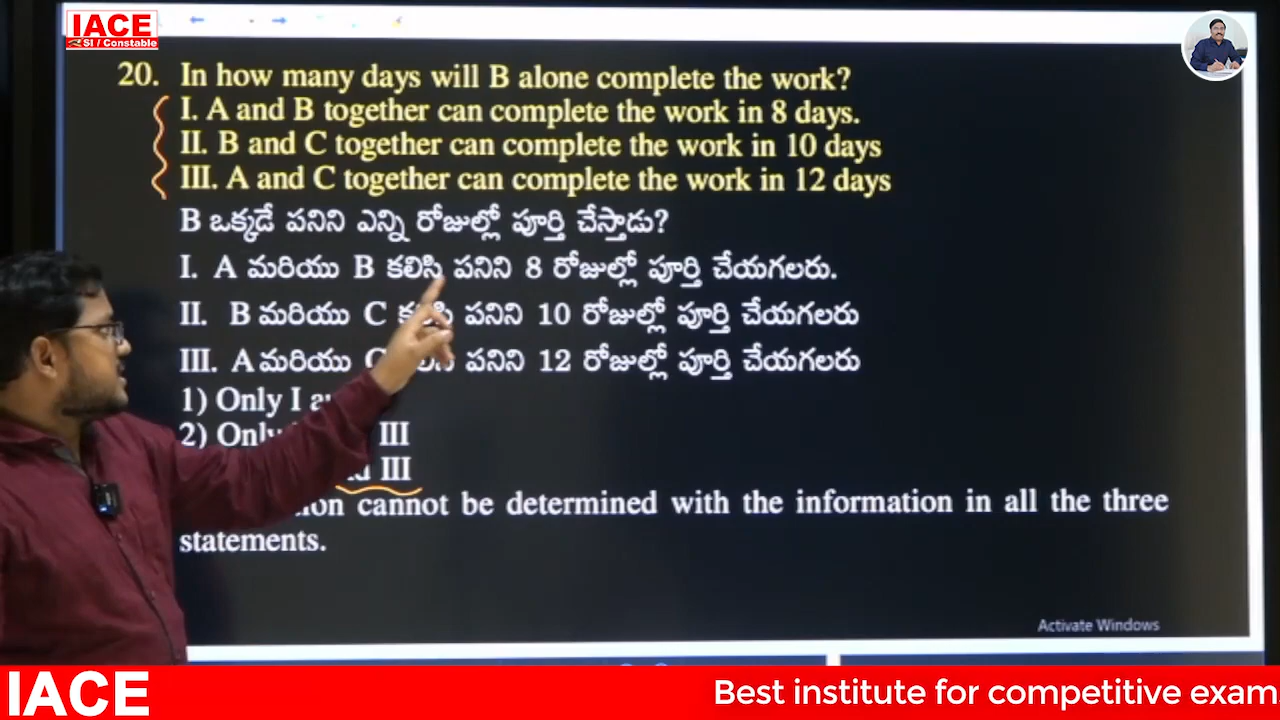 IACE
SI / Constable
20. In how many days will B alone complete the work?
I. A and B together can complete the work in 8 days.
II. B and C together can complete the work in 10 days
III. A and C together can complete the work in 12 days
B ఒక్కడే పనిని ఎన్ని రోజుల్లో పూర్తి చేస్తాడు?
I. A మరియు B కలిసి పనిని 8 రోజుల్లో పూర్తి చేయగలరు.
II. B మరియు C పనిని 10 రోజుల్లో పూర్తి చేయగలరు
III. A మరియు పనిని 12 రోజుల్లో పూర్తి చేయగలరు
1) Only I
2) Only III
III
cannot be determined with the information in all the three
statements.
Activate Windows
IACE
Best institute for competitive exam